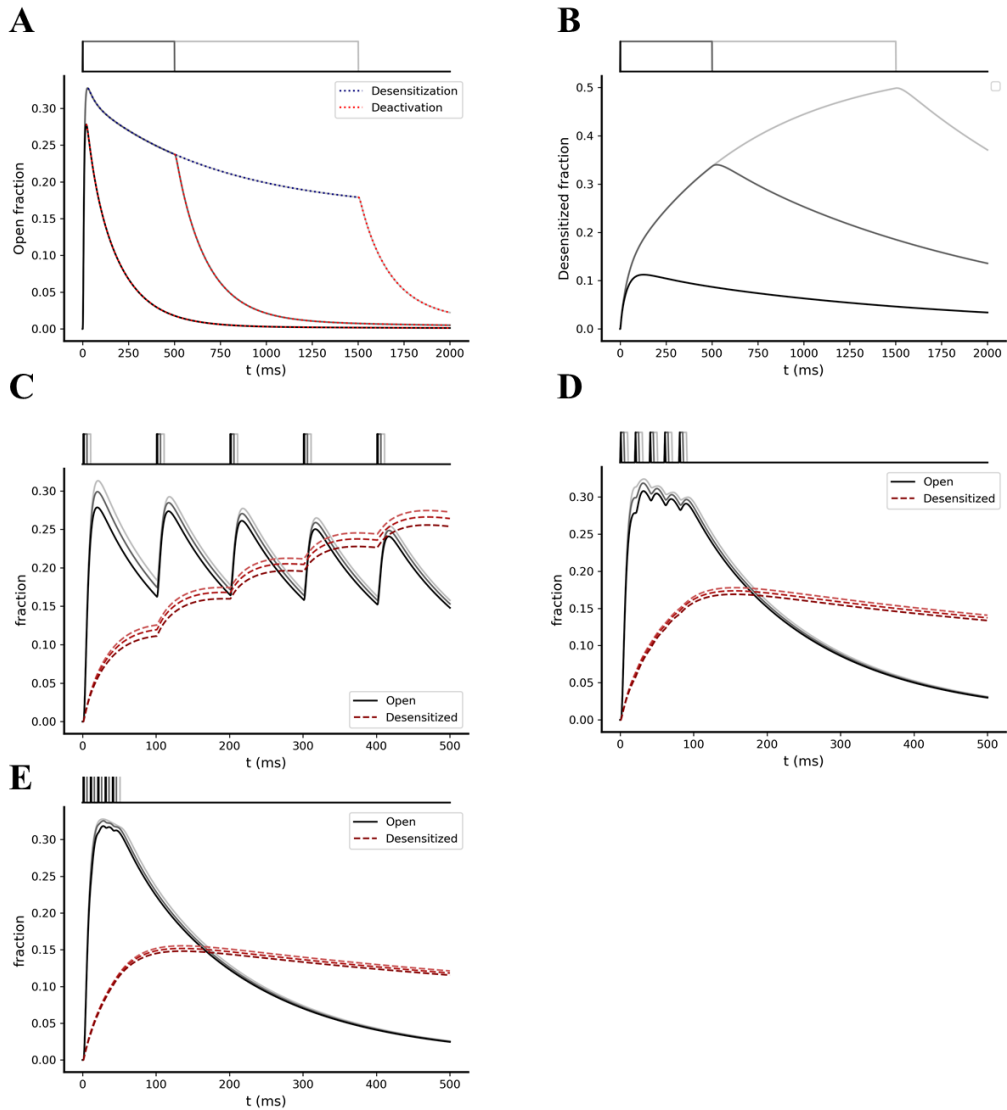 A
Open fraction
0.30
0.25
0.20
0.15
0.10
0.05
0.00
Desensitization
Deactivation
0 250 500 750 1000 1250 1500 1750 2000
t (ms)
B
Desensitized fraction
0.5
0.4
0.3
0.2
0.1
0.0
0 250 500 750 1000 1250 1500 1750 2000
t (ms)
C
fraction
0.30
0.25
0.20
0.15
0.10
0.05
0.00
Open
Desensitized
0 100 200 300 400 500
t (ms)
D
fraction
0.30
0.25
0.20
0.15
0.10
0.05
0.00
Open
Desensitized
0 100 200 300 400 500
t (ms)
E
fraction
0.30
0.25
0.20
0.15
0.10
0.05
0.00
Open
Desensitized
0 100 200 300 400 500
t (ms)